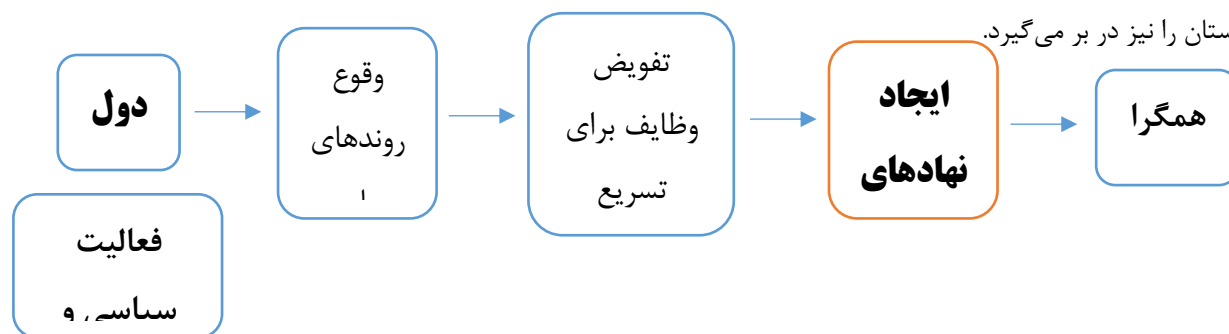 ستان را نیز در بر می‌گیرد.
دول
وقوع
روندهای
تفویض
وظایف برای
تسریع
ایجاد
نهادهای
همگرا
فعالیت
سیاسی و